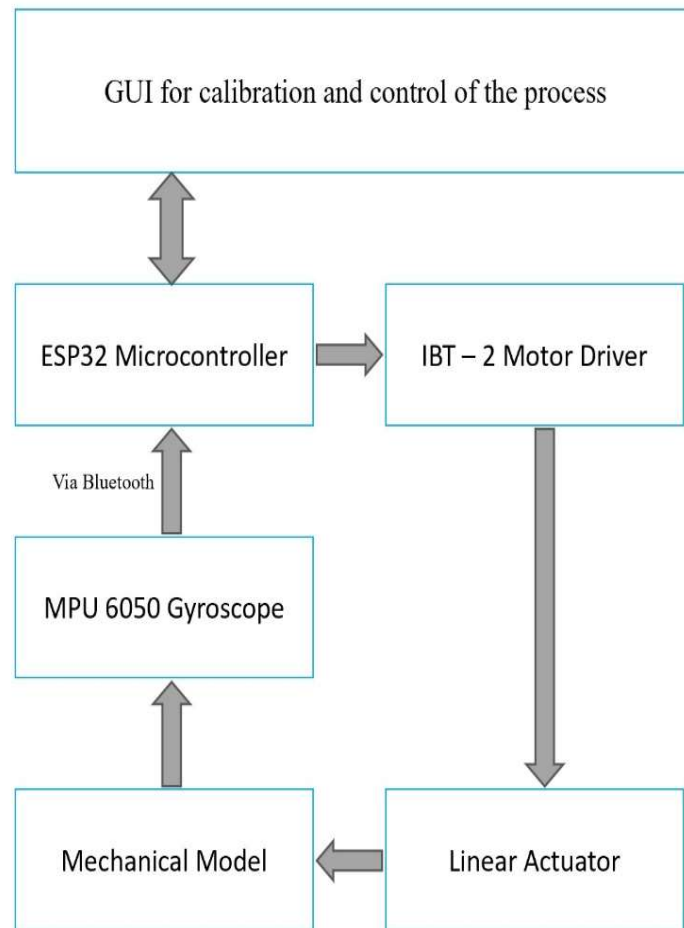 GUI for calibration and control of the process
ESP32 Microcontroller
IBT – 2 Motor Driver
Via Bluetooth
MPU 6050 Gyroscope
Mechanical Model
Linear Actuator